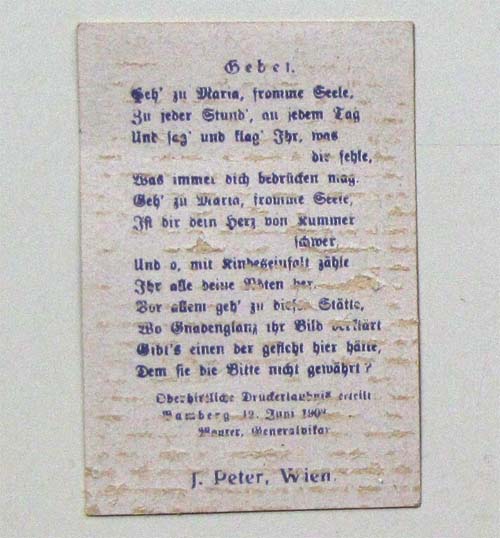 Gebet.
Geh' zu Maria, fromme Seele,
Zu jeder Stund', an jedem Tag
Und sag' und klag' Ihr, was
dir fehle,
Was immer dich bedrücken mag.
Geh' zu Maria, fromme Seele,
Ist dir dein Herz von Kummer
schwer,
Und o, mit Kindeseinfalt zähle
Ihr alle deine Nöten her.
Vor allem geh' zu dieser Stätte,
Wo Gnadenglanz ihr Bild verklärt
Gibt's einen der gefleht hier hätte,
Dem sie die Bitte nicht gewährt?
Oberhirtliche Druckerlaubnis erteilt
Bamberg 12. Juni
Generalvikar
J. Peter, Wien.